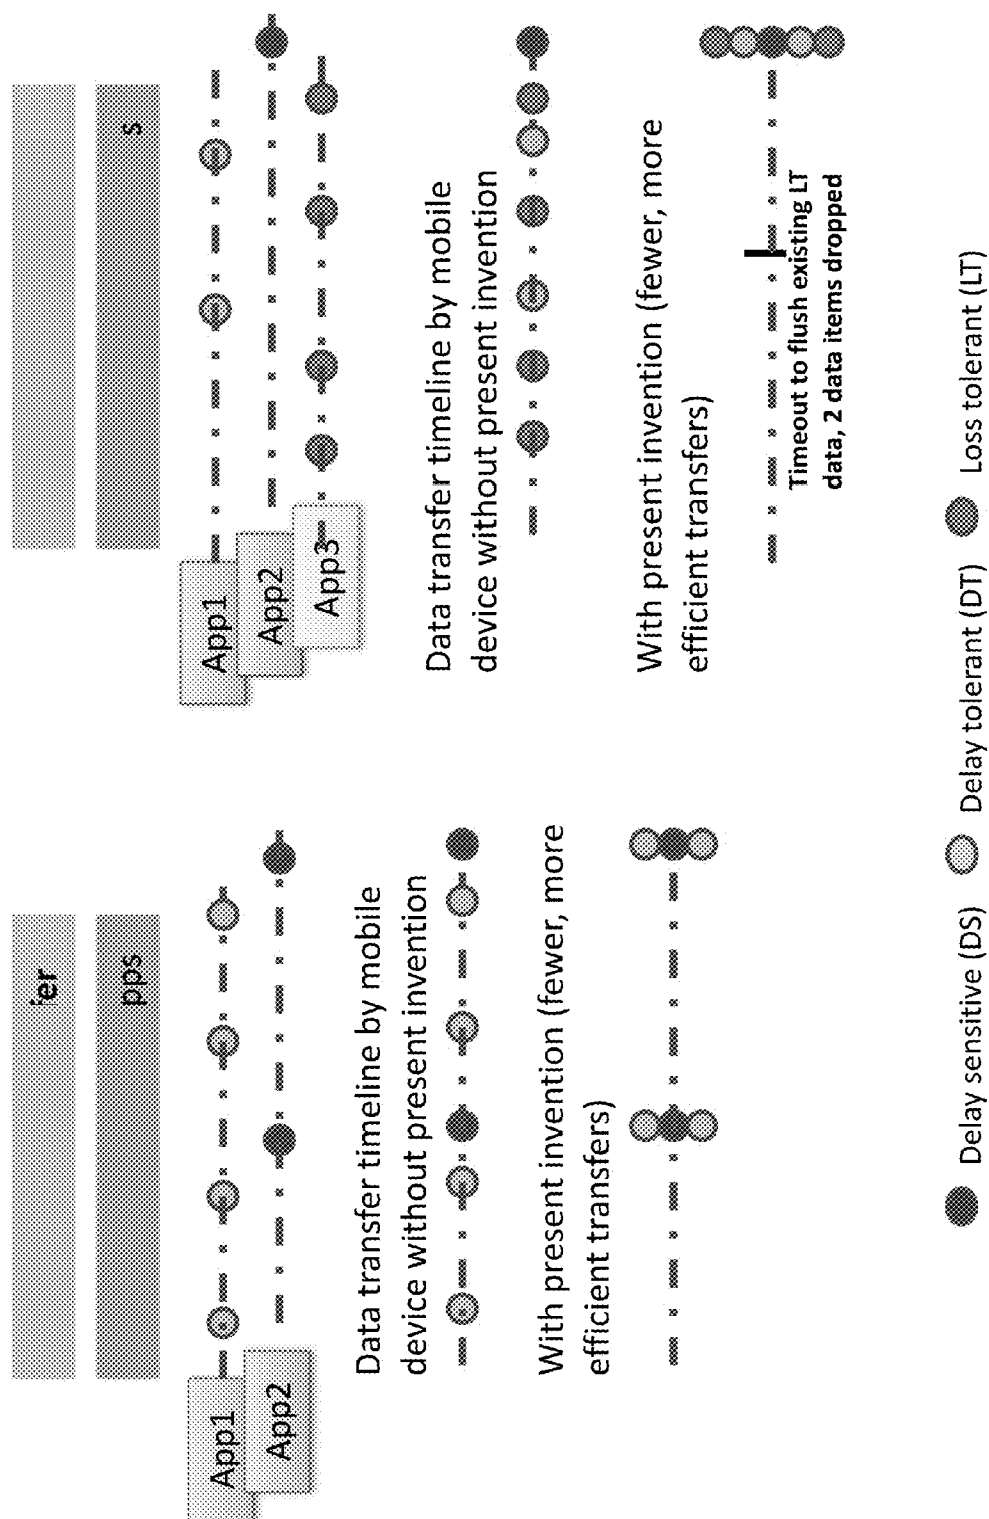 ier
pps
App1
App2
Data transfer timeline by mobile
device without present invention
With present invention (fewer, more
efficient transfers)
s
App1
App2
App3
Data transfer timeline by mobile
device without present invention
With present invention (fewer, more
efficient transfers)
Timeout to flush existing LT
data, 2 data items dropped
Delay sensitive (DS)
Delay tolerant (DT)
Loss tolerant (LT)